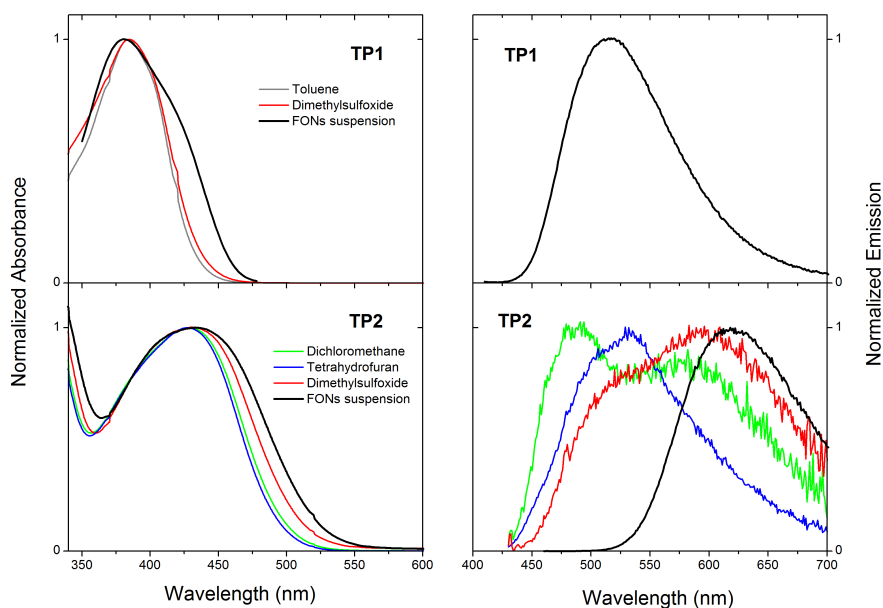 TP1
Toluene
Dimethylsulfoxide
FONs suspension
1
0
TP2
Dichloromethane
Tetrahydrofuran
Dimethylsulfoxide
FONs suspension
1
0
350 400 450 500 550 600
Wavelength (nm)
Normalized Absorbance
TP1
1
0
TP2
1
0
400 450 500 550 600 650 700
Wavelength (nm)
Normalized Emission